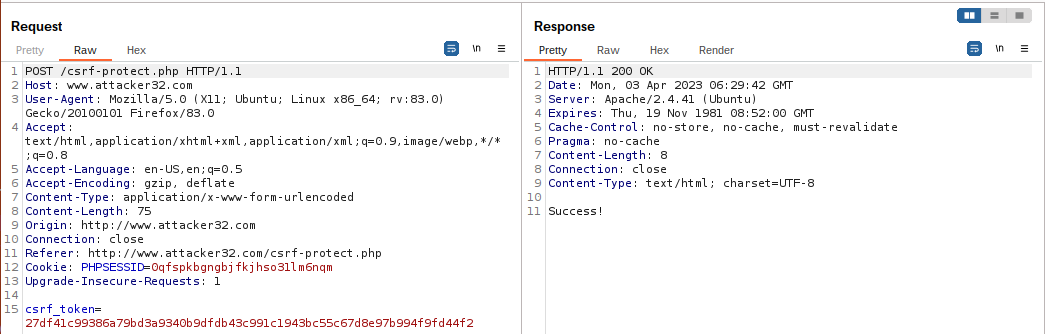 Request
Pretty Raw Hex \n
1 POST /csrf-protect.php HTTP/1.1
2 Host: www.attacker32.com
3 User-Agent: Mozilla/5.0 (X11; Ubuntu; Linux x86_64; rv:83.0)
Gecko/20100101 Firefox/83.0
4 Accept:
text/html,application/xhtml+xml,application/xml;q=0.9,image/webp,*/*
;q=0.8
5 Accept-Language: en-US,en;q=0.5
6 Accept-Encoding: gzip, deflate
7 Content-Type: application/x-www-form-urlencoded
8 Content-Length: 75
9 Origin: http://www.attacker32.com
10 Connection: close
11 Referer: http://www.attacker32.com/csrf-protect.php
12 Cookie: PHPSESSID=0qfspkbgngbjfkjhso31lm6nqm
13 Upgrade-Insecure-Requests: 1
14
15 csrf_token=
27df41c99386a79bd3a9340b9dfdb43c991c1943bc55c67d8e97b994f9fd44f2
Response
Pretty Raw Hex Render \n
1 HTTP/1.1 200 OK
2 Date: Mon, 03 Apr 2023 06:29:42 GMT
3 Server: Apache/2.4.41 (Ubuntu)
4 Expires: Thu, 19 Nov 1981 08:52:00 GMT
5 Cache-Control: no-store, no-cache, must-revalidate
6 Pragma: no-cache
7 Content-Length: 8
8 Connection: close
9 Content-Type: text/html; charset=UTF-8
10
11 Success!